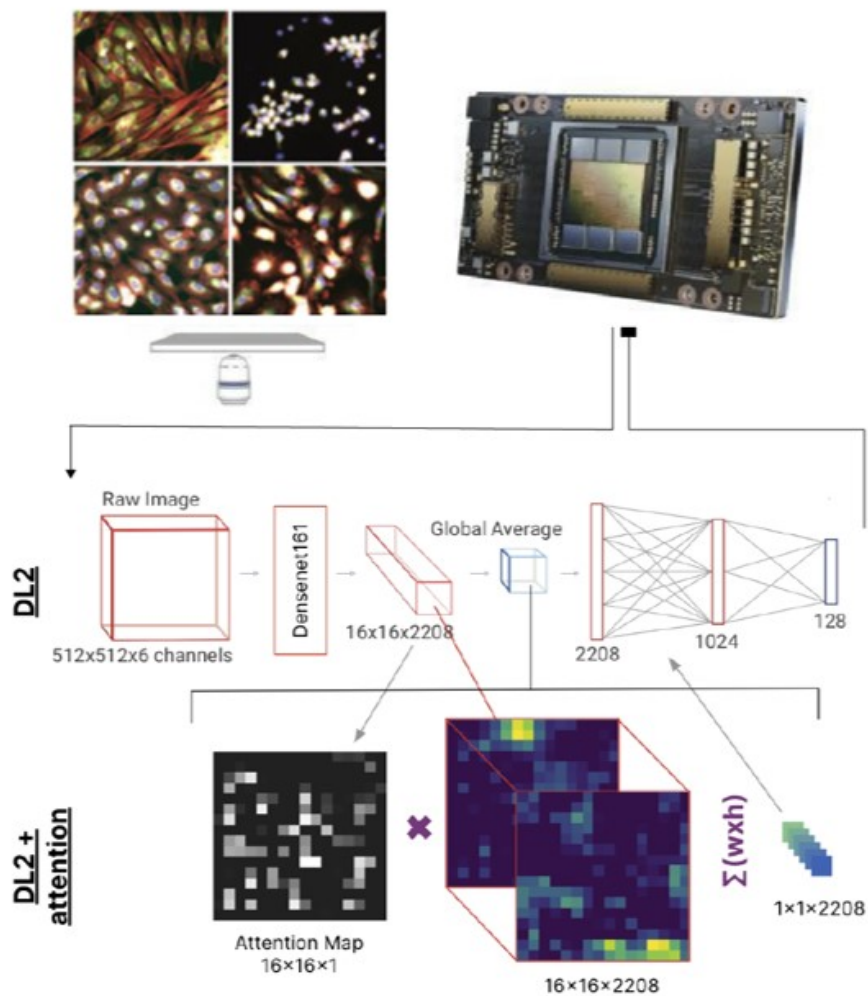 Raw Image
Densenet161
Global Average
DL2
512x512x6 channels
16x16x2208
2208
1024
128
DL2 +
attention
×
Σ(wxh)
Attention Map
16×16×1
16×16×2208
1×1×2208